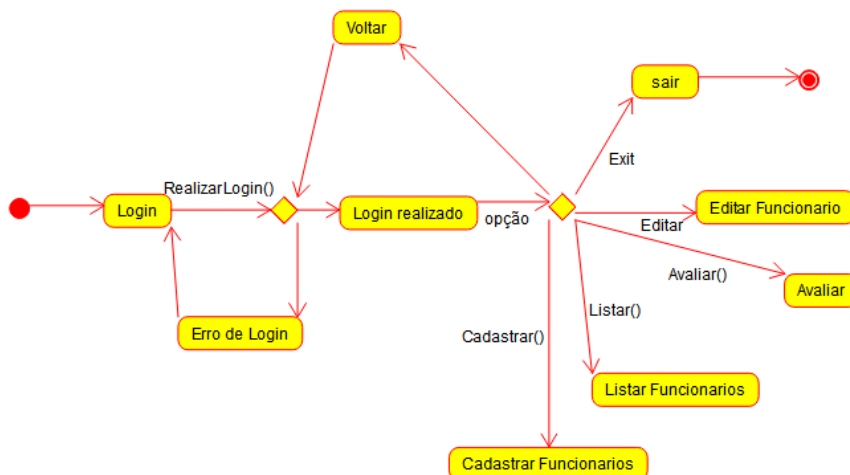 Voltar
sair
Exit
RealizarLogin()
Login
Login realizado
opção
Editar Funcionario
Editar
Avaliar()
Avaliar
Erro de Login
Listar()
Cadastrar()
Listar Funcionarios
Cadastrar Funcionarios